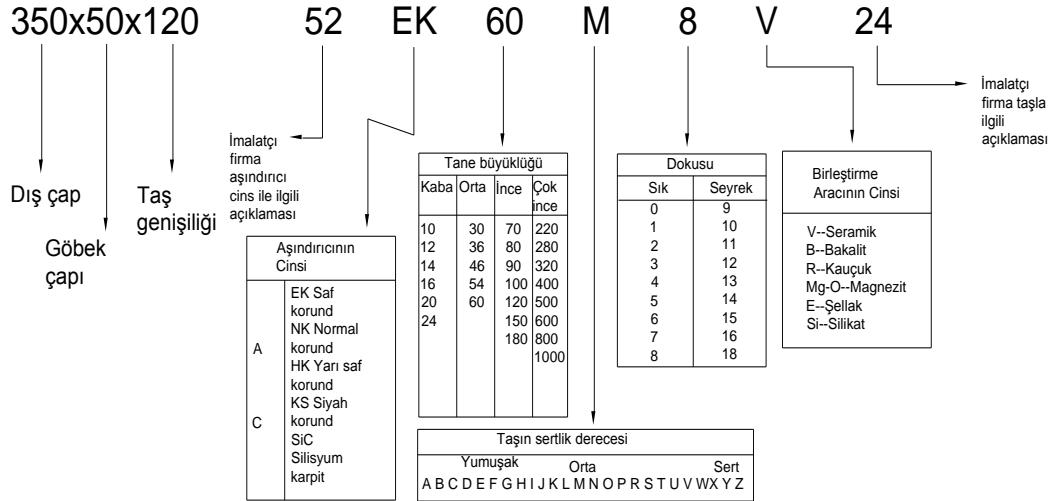 350x50x120 52 EK 60 M 8 V 24
Dış çap
Göbek
çapı
Taş
genişiliği
İmalatçı
firma
aşındırıcı
cins ile ilgili
açıklaması
Aşındırıcının
Cinsi
EK Saf
korund
NK Normal
A korund
HK Yarı saf
korund
KS Siyah
C korund
SiC
Silisyum
karpit
Tane büyüklüğü
Kaba Orta İnce Çok
ince
10 30 70 220
12 36 80 280
14 46 90 320
16 54 100 400
20 60 120 500
24 150 600
180 800
1000
Taşın sertlik derecesi
Yumuşak Orta Sert
A B C D E F G H I J K L M N O P R S T U V W X Y Z
Dokusu
Sık Seyrek
0 9
1 10
2 11
3 12
4 13
5 14
6 15
7 16
8 18
Birleştirme
Aracının Cinsi
V--Seramik
B--Bakalit
R--Kauçuk
Mg-O--Magnezit
E--Şellak
Si--Silikat
İmalatçı
firma taşla
ilgili
açıklaması